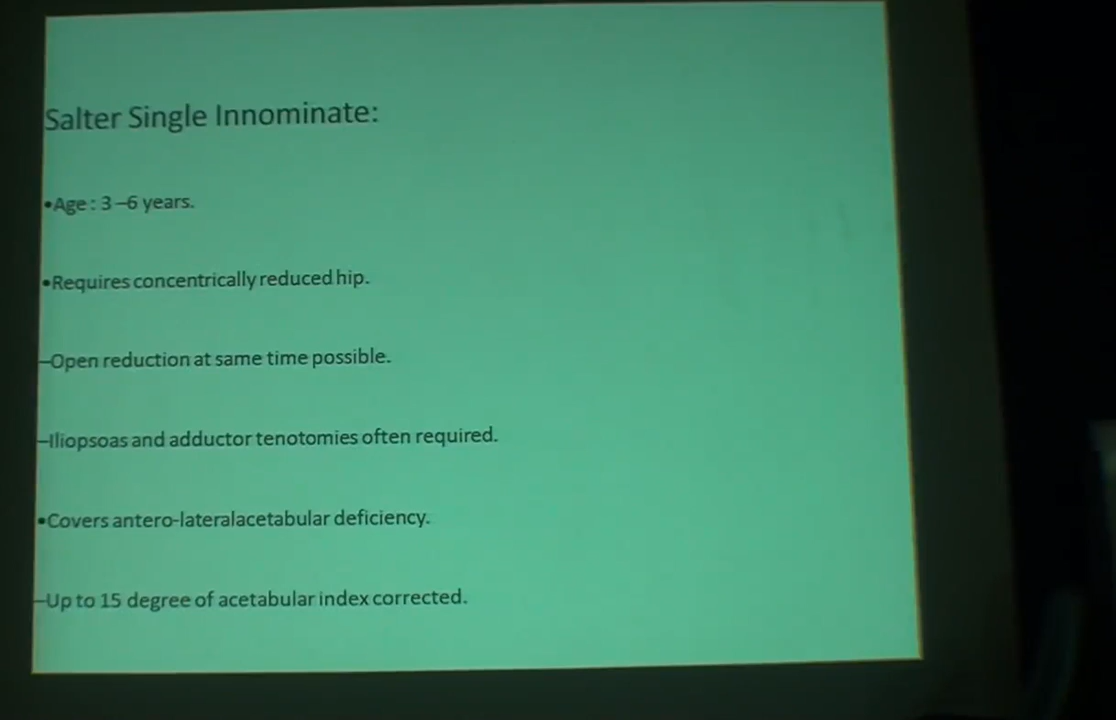 Salter Single Innominate:
•Age : 3 –6 years.
•Requires concentrically reduced hip.
–Open reduction at same time possible.
–Iliopsoas and adductor tenotomies often required.
•Covers antero-lateralacetabular deficiency.
–Up to 15 degree of acetabular index corrected.